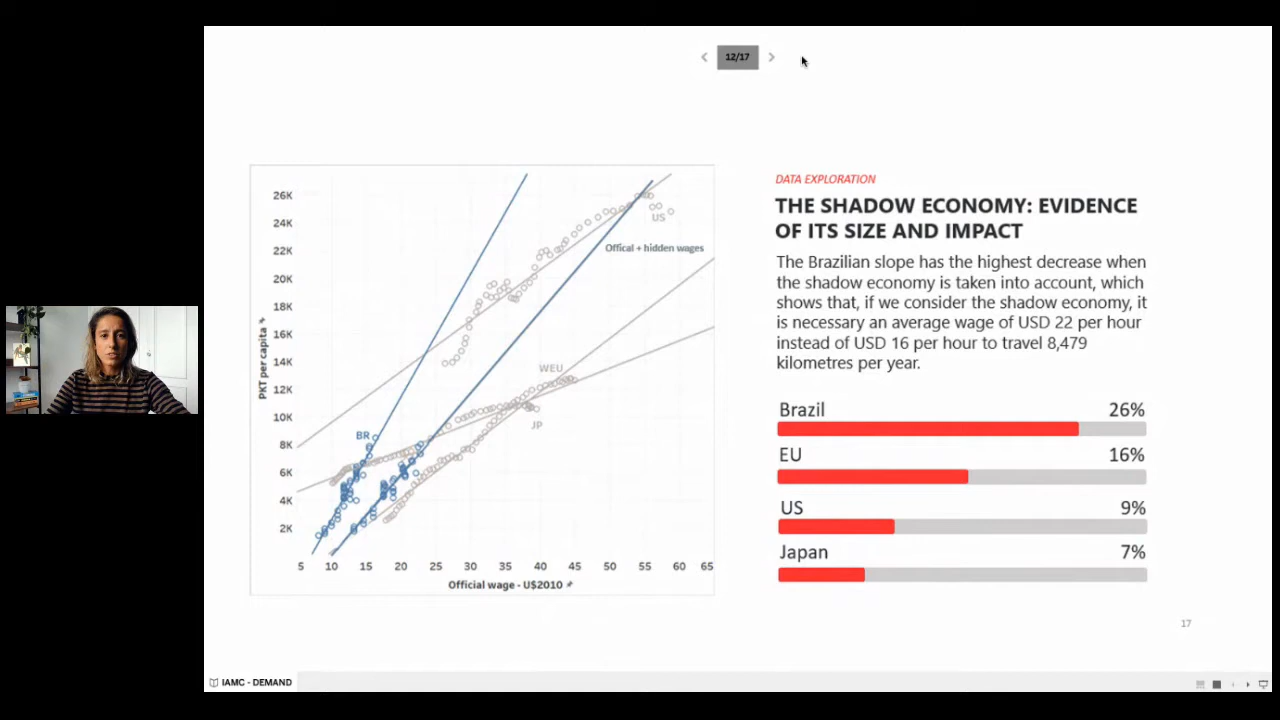 12/17
DATA EXPLORATION
THE SHADOW ECONOMY: EVIDENCE
OF ITS SIZE AND IMPACT
The Brazilian slope has the highest decrease when
the shadow economy is taken into account, which
shows that, if we consider the shadow economy, it
is necessary an average wage of USD 22 per hour
instead of USD 16 per hour to travel 8,479
kilometres per year.
Brazil 26%
EU 16%
US 9%
Japan 7%
PKT per capita
26K
24K
22K
20K
18K
16K
14K
12K
10K
8K
6K
4K
2K
US
Offical + hidden wages
WEU
JP
BR
5 10 15 20 25 30 35 40 45 50 55 60 65
Official wage - U$2010
17
IAMC - DEMAND